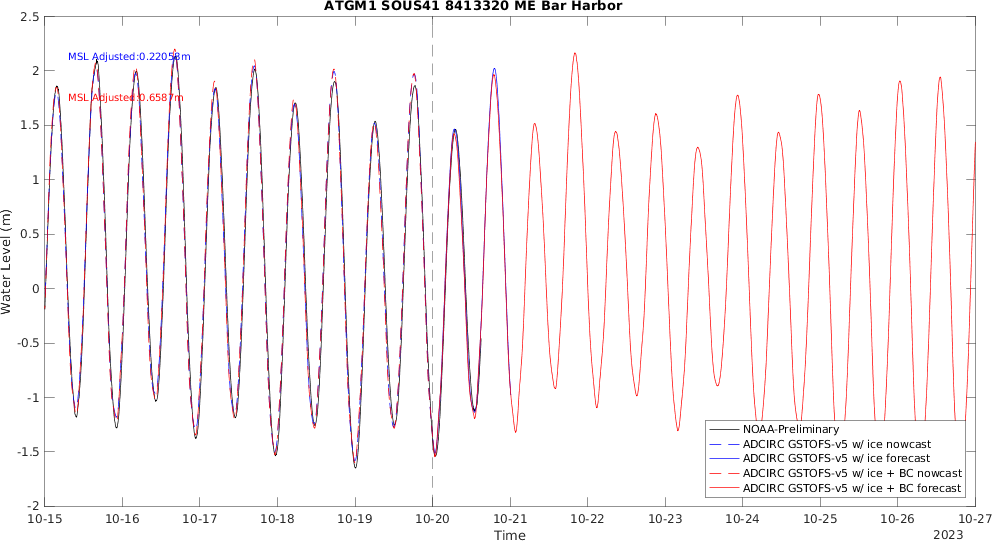 ATGM1 SOUS41 8413320 ME Bar Harbor
2.5
2
1.5
1
0.5
0
-0.5
-1
-1.5
-2
Water Level (m)
MSL Adjusted:0.22053m
MSL Adjusted:0.6587m
NOAA-Preliminary
ADCIRC GSTOFS-v5 w/ ice nowcast
ADCIRC GSTOFS-v5 w/ ice forecast
ADCIRC GSTOFS-v5 w/ ice + BC nowcast
ADCIRC GSTOFS-v5 w/ ice + BC forecast
10-15 10-16 10-17 10-18 10-19 10-20 10-21 10-22 10-23 10-24 10-25 10-26 10-27
Time
2023